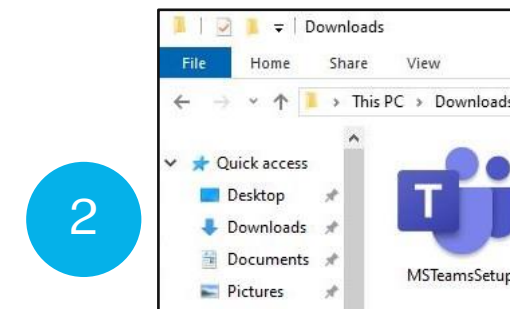 Downloads
File Home Share View
This PC > Downloads
Quick access
Desktop
2
Downloads
T
Documents
MSTeamsSetup
Pictures